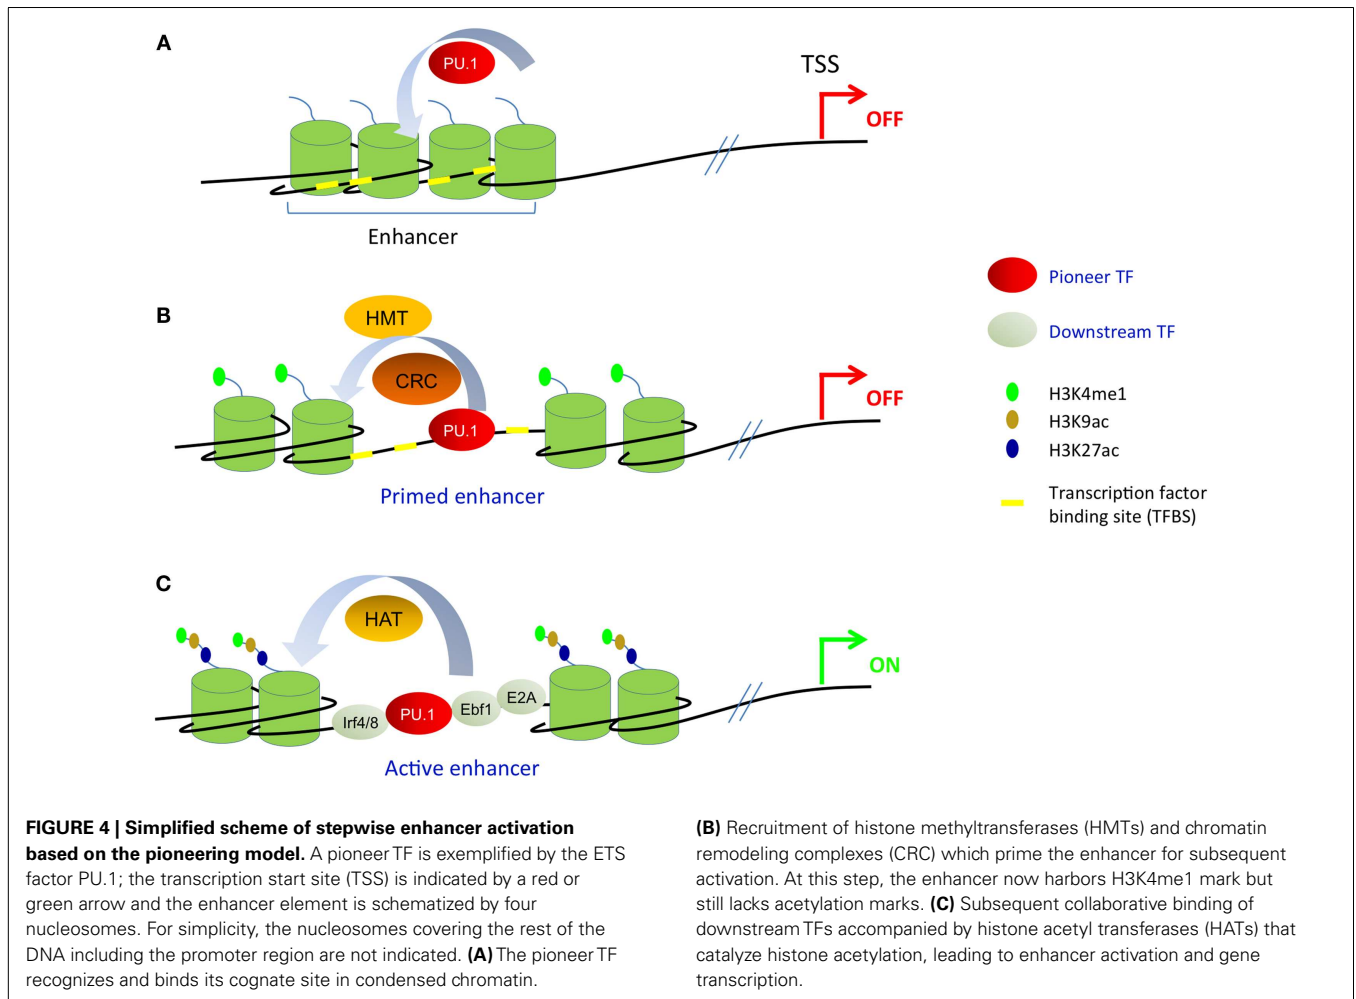 A
PU.1
TSS
OFF
Enhancer
Pioneer TF
Downstream TF
H3K4me1
H3K9ac
H3K27ac
Transcription factor
binding site (TFBS)
B
HMT
CRC
PU.1
OFF
Primed enhancer
C
HAT
Irf4/8
PU.1
Ebf1
E2A
ON
Active enhancer
FIGURE 4 | Simplified scheme of stepwise enhancer activation
based on the pioneering model. A pioneer TF is exemplified by the ETS
factor PU.1; the transcription start site (TSS) is indicated by a red or
green arrow and the enhancer element is schematized by four
nucleosomes. For simplicity, the nucleosomes covering the rest of the
DNA including the promoter region are not indicated. (A) The pioneer TF
recognizes and binds its cognate site in condensed chromatin.
(B) Recruitment of histone methyltransferases (HMTs) and chromatin
remodeling complexes (CRC) which prime the enhancer for subsequent
activation. At this step, the enhancer now harbors H3K4me1 mark but
still lacks acetylation marks. (C) Subsequent collaborative binding of
downstream TFs accompanied by histone acetyl transferases (HATs) that
catalyze histone acetylation, leading to enhancer activation and gene
transcription.